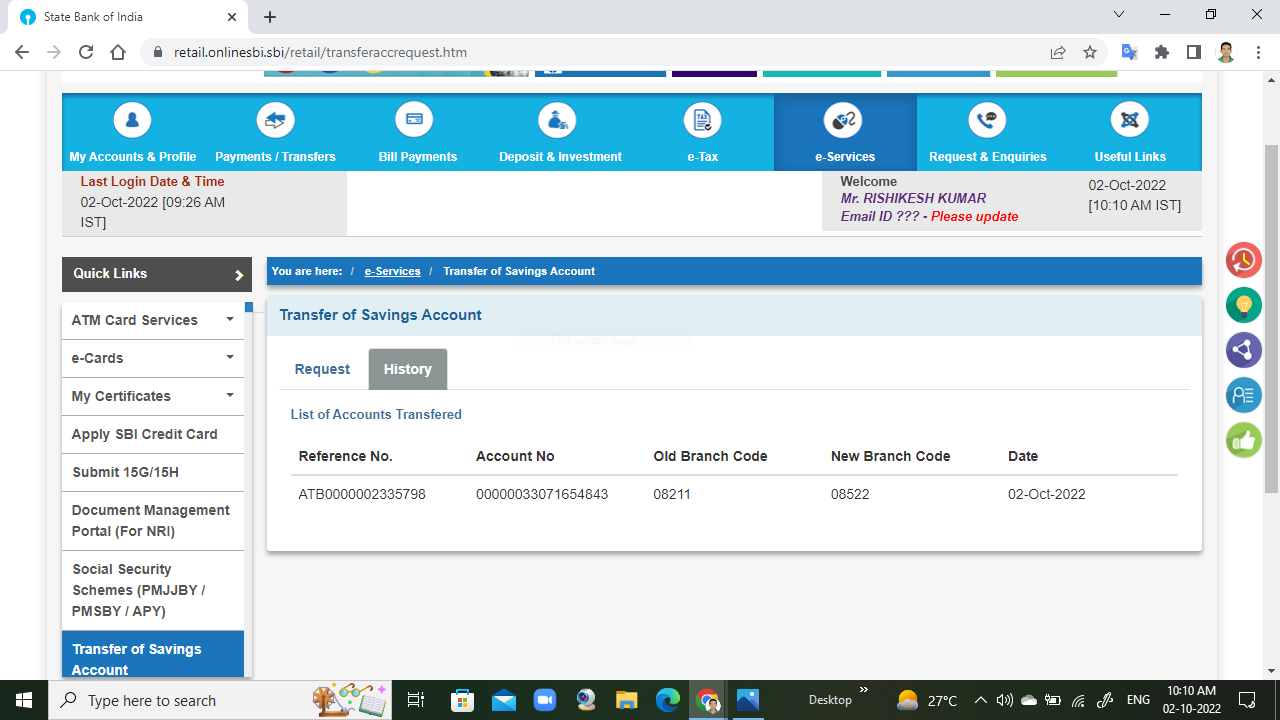 State Bank of India
retail.onlinesbi.sbi/retail/transferaccrequest.htm
My Accounts & Profile
Payments / Transfers
Bill Payments
Deposit & Investment
e-Tax
e-Services
Request & Enquiries
Useful Links
Last Login Date & Time
02-Oct-2022 [09:26 AM
IST]
Welcome
Mr. RISHIKESH KUMAR
Email ID ??? - Please update
02-Oct-2022
[10:10 AM IST]
Quick Links
ATM Card Services
e-Cards
My Certificates
Apply SBI Credit Card
Submit 15G/15H
Document Management
Portal (For NRI)
Social Security
Schemes (PMJJBY /
PMSBY / APY)
Transfer of Savings
Account
You are here: / e-Services / Transfer of Savings Account
Transfer of Savings Account
Full-screen Snip
Request History
List of Accounts Transfered
Reference No. Account No Old Branch Code New Branch Code Date
ATB0000002335798 00000033071654843 08211 08522 02-Oct-2022
Type here to search
Desktop
27°C
ENG
10:10 AM
02-10-2022